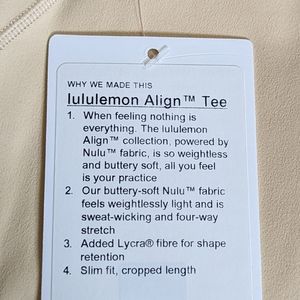 WHY WE MADE THIS
lululemon Align™ Tee
1. When feeling nothing is
everything. The lululemon
Align™ collection, powered by
Nulu™ fabric, is so weightless
and buttery soft, all you feel
is your practice
2. Our buttery-soft Nulu™ fabric
feels weightlessly light and is
sweat-wicking and four-way
stretch
3. Added Lycra® fibre for shape
retention
4. Slim fit, cropped length